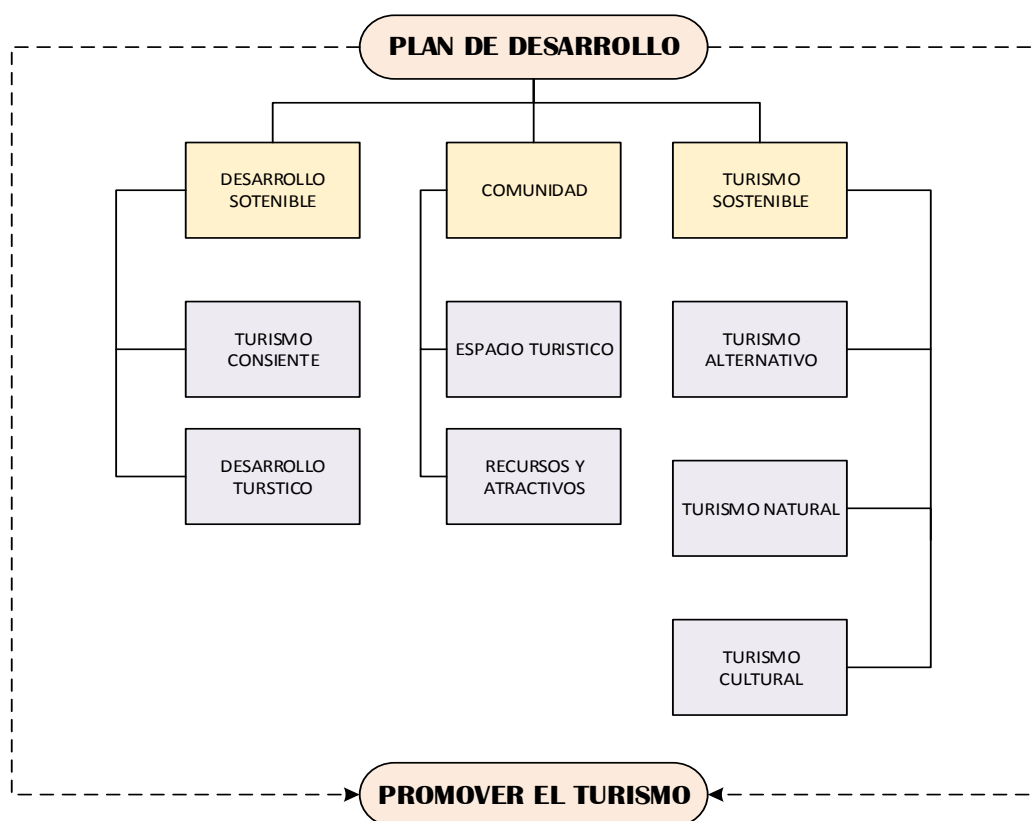 PLAN DE DESARROLLO
DESARROLLO
SOTENIBLE
COMUNIDAD
TURISMO
SOSTENIBLE
TURISMO
CONSIENTE
ESPACIO TURISTICO
TURISMO
ALTERNATIVO
DESARROLLO
TURSTICO
RECURSOS Y
ATRACTIVOS
TURISMO NATURAL
TURISMO
CULTURAL
PROMOVER EL TURISMO